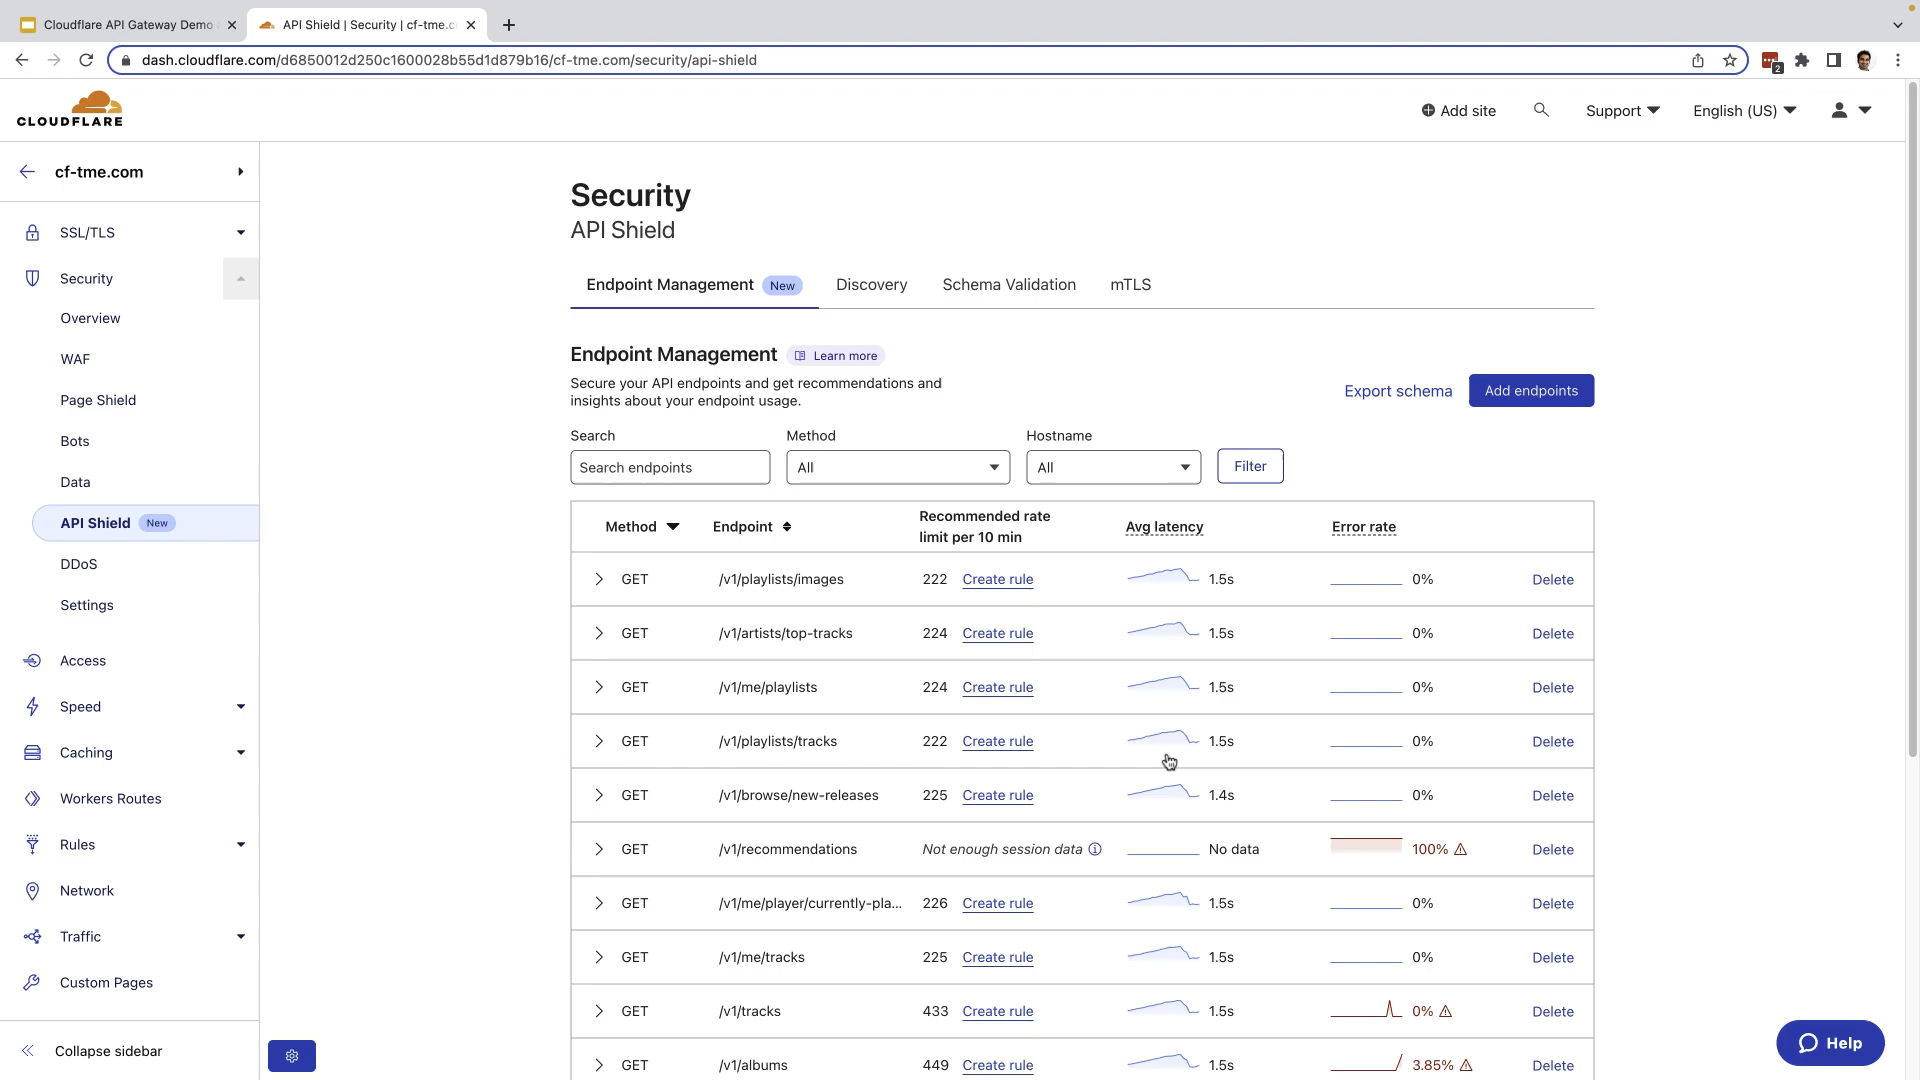 Cloudflare API Gateway Demo
API Shield | Security | cf-tme.c
dash.cloudflare.com/d6850012d250c1600028b55d1d879b16/cf-tme.com/security/api-shield
2
CLOUDFLARE
Add site
Support
English (US)
cf-tme.com
SSL/TLS
Security
Overview
WAF
Page Shield
Bots
Data
API Shield New
DDoS
Settings
Access
Speed
Caching
Workers Routes
Rules
Network
Traffic
Custom Pages
Collapse sidebar
Security
API Shield
Endpoint Management New Discovery Schema Validation mTLS
Endpoint Management Learn more
Secure your API endpoints and get recommendations and
insights about your endpoint usage.
Export schema Add endpoints
Search Method Hostname
Search endpoints All All Filter
Method Endpoint Recommended rate limit per 10 min Avg latency Error rate
GET /v1/playlists/images 222 Create rule 1.5s 0% Delete
GET /v1/artists/top-tracks 224 Create rule 1.5s 0% Delete
GET /v1/me/playlists 224 Create rule 1.5s 0% Delete
GET /v1/playlists/tracks 222 Create rule 1.5s 0% Delete
GET /v1/browse/new-releases 225 Create rule 1.4s 0% Delete
GET /v1/recommendations Not enough session data No data 100% Delete
GET /v1/me/player/currently-pla... 226 Create rule 1.5s 0% Delete
GET /v1/me/tracks 225 Create rule 1.5s 0% Delete
GET /v1/tracks 433 Create rule 1.5s 0% Delete
GET /v1/albums 449 Create rule 1.5s 3.85% Delete
Help